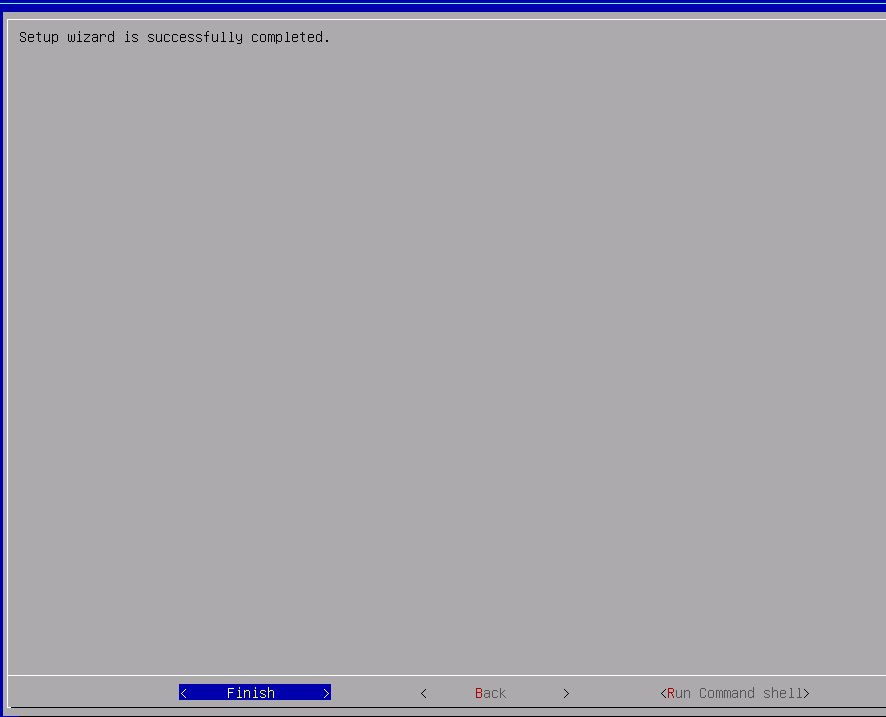 Setup wizard is successfully completed.
< Finish > < Back > <Run Command shell>